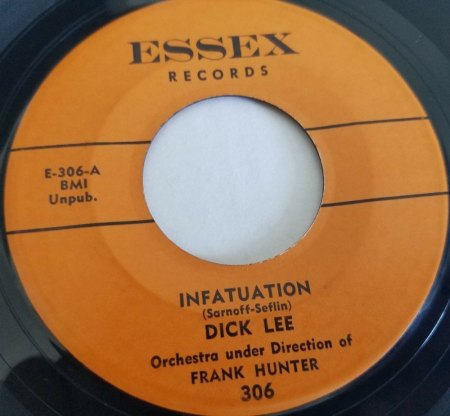 ESSEX
RECORDS
E-306-A
BMI
Unpub.
INFATUATION
(Sarnoff-Seflin)
DICK LEE
Orchestra under Direction of
FRANK HUNTER
306